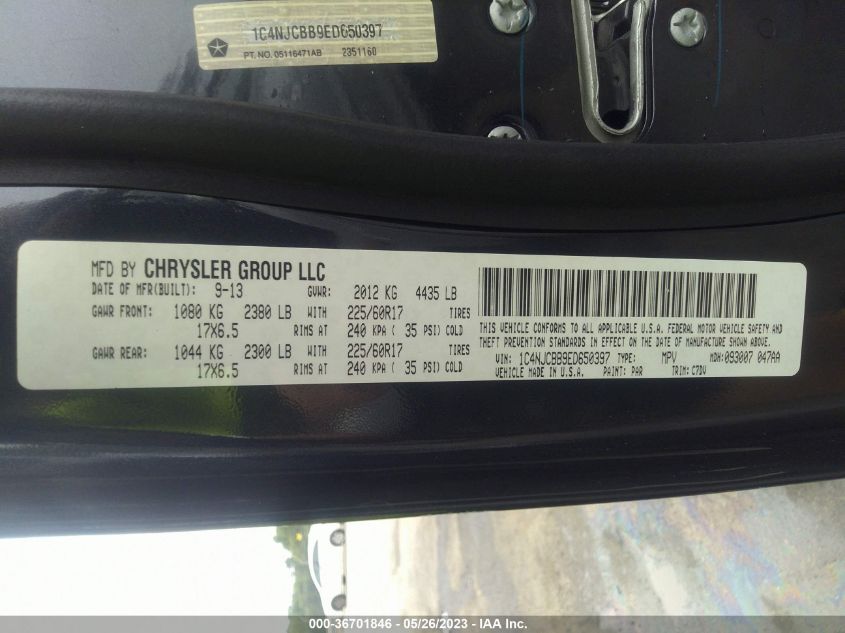 1C4NJCBB9ED650397
PT. NO. 05116471AB 2351160
MFD BY CHRYSLER GROUP LLC
DATE OF MFR(BUILT): 9-13 GVWR: 2012 KG 4435 LB
GAWR FRONT: 1080 KG 2380 LB WITH 225/60R17 TIRES
17X6.5 RIMS AT 240 KPA ( 35 PSI) COLD
GAWR REAR: 1044 KG 2300 LB WITH 225/60R17 TIRES
17X6.5 RIMS AT 240 KPA ( 35 PSI) COLD
THIS VEHICLE CONFORMS TO ALL APPLICABLE U.S.A. FEDERAL MOTOR VEHICLE SAFETY AND
THEFT PREVENTION STANDARDS IN EFFECT ON THE DATE OF MANUFACTURE SHOWN ABOVE.
VIN: 1C4NJCBB9ED650397 TYPE: MPV MDH: 093007 047AA
VEHICLE MADE IN U.S.A. PAINT: PAR TRIM: C7DV
000-36701846 - 05/26/2023 - IAA Inc.